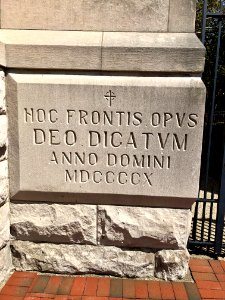 HOC FRONTIS OPVS
DEO DICATVM
ANNO DOMINI
MDCCCCX